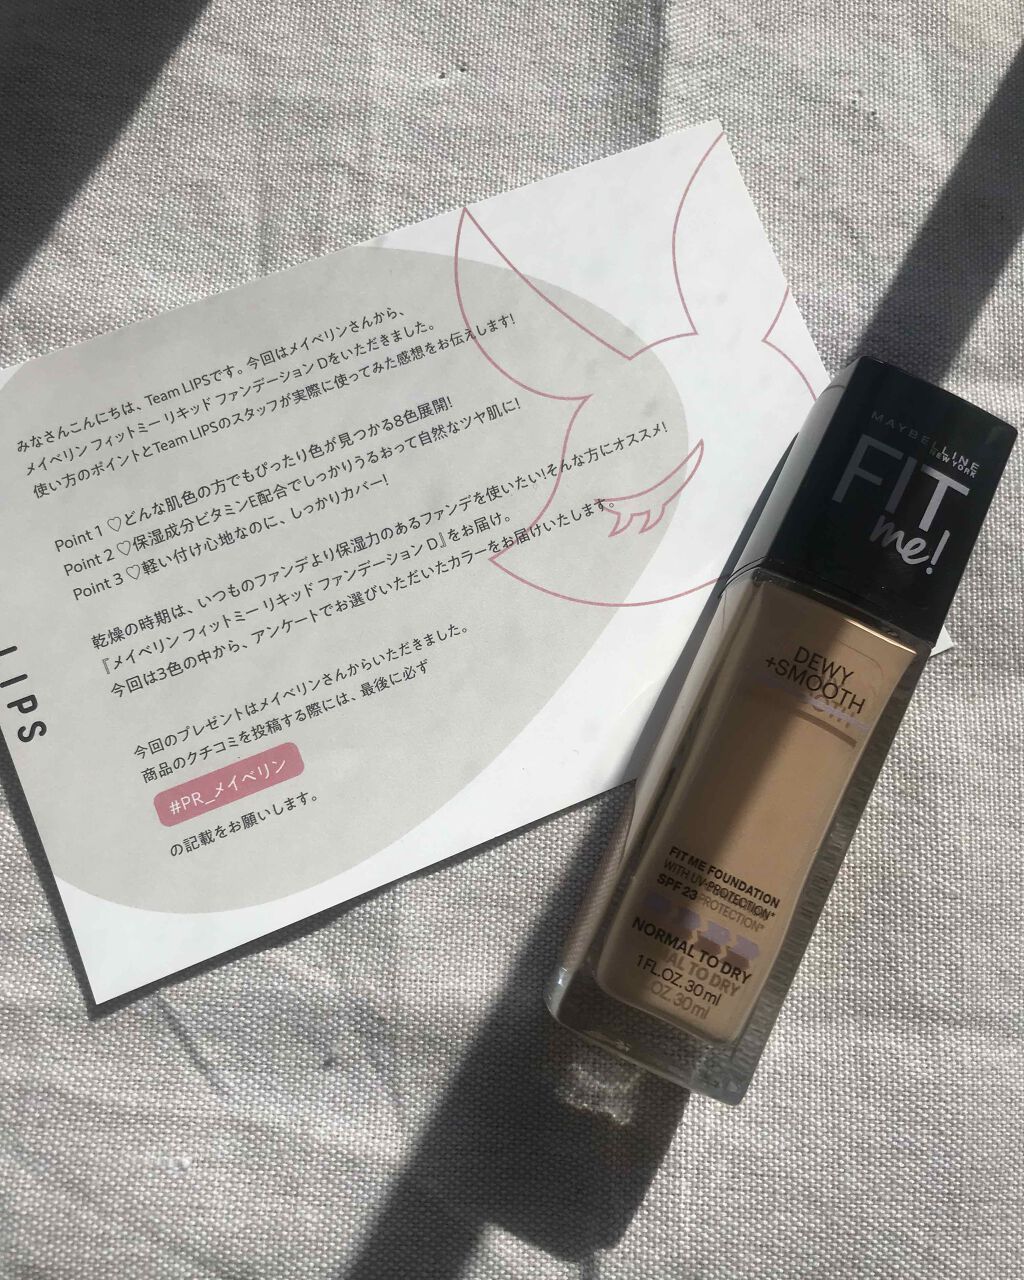 みなさんこんにちは、Team LIPSです。今回はメイベリンさんから、
メイベリン フィットミー リキッド ファンデーション Dをいただきました。
使い方のポイントとTeam LIPSのスタッフが実際に使ってみた感想をお伝えします!
Point 1 ♡どんな肌色の方でもぴったり色が見つかる8色展開!
Point 2 ♡保湿成分ビタミンE配合でしっかりうるおって自然なツヤ肌に!
Point 3 ♡軽い付け心地なのに、しっかりカバー!
乾燥の時期は、いつものファンデより保湿力のあるファンデを使いたい!そんな方にオススメ!
『メイベリン フィットミー リキッド ファンデーション D』をお届け。
今回は3色の中から、アンケートでお選びいただいたカラーをお届けいたします。
今回のプレゼントはメイベリンさんからいただきました。
商品のクチコミを投稿する際には、最後に必ず
#PR_メイベリン
の記載をお願いします。
LIPS
MAYBELLINE
NEW YORK
FIT
me!
DEWY
+SMOOTH
FIT ME FOUNDATION
WITH UV PROTECTION*
SPF 23
NORMAL TO DRY
1 FL.OZ. 30 ml